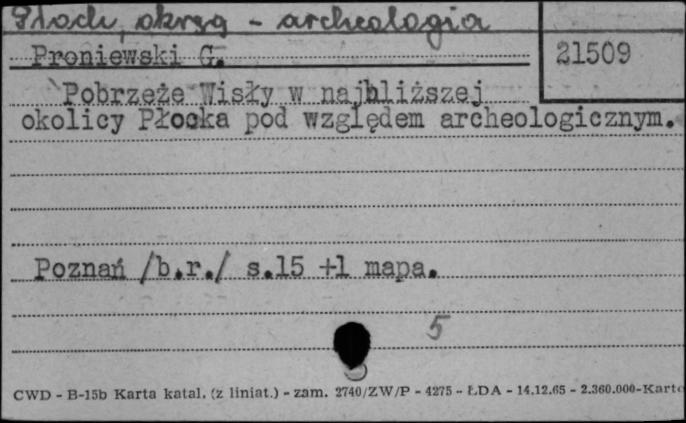 Płock, okręg - archeologia
Proniewski G.
21509
Pobrzeże Wisły w najbliższej
okolicy Płocka pod względem archeologicznym.
Poznań /b.r./ s.15 +1 mapa.
5
CWD - B-15b Karta katal. (z liniat.) - zam. 2740/ZW/P - 4275 - ŁDA - 14.12.65 - 2.360.000-Karto